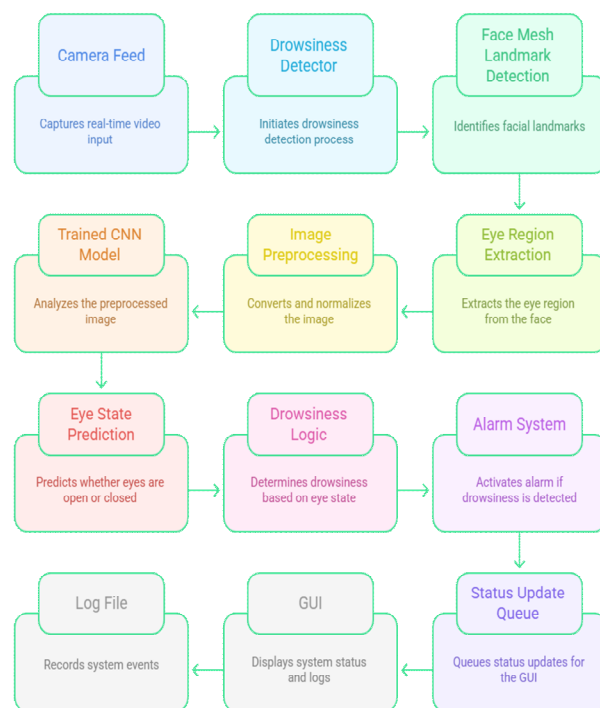 Camera Feed
Captures real-time video
input
Drowsiness
Detector
Initiates drowsiness
detection process
Face Mesh
Landmark
Detection
Identifies facial landmarks
Trained CNN
Model
Analyzes the preprocessed
image
Image
Preprocessing
Converts and normalizes
the image
Eye Region
Extraction
Extracts the eye region
from the face
Eye State
Prediction
Predicts whether eyes are
open or closed
Drowsiness
Logic
Determines drowsiness
based on eye state
Alarm System
Activates alarm if
drowsiness is detected
Log File
Records system events
GUI
Displays system status
and logs
Status Update
Queue
Queues status updates for
the GUI